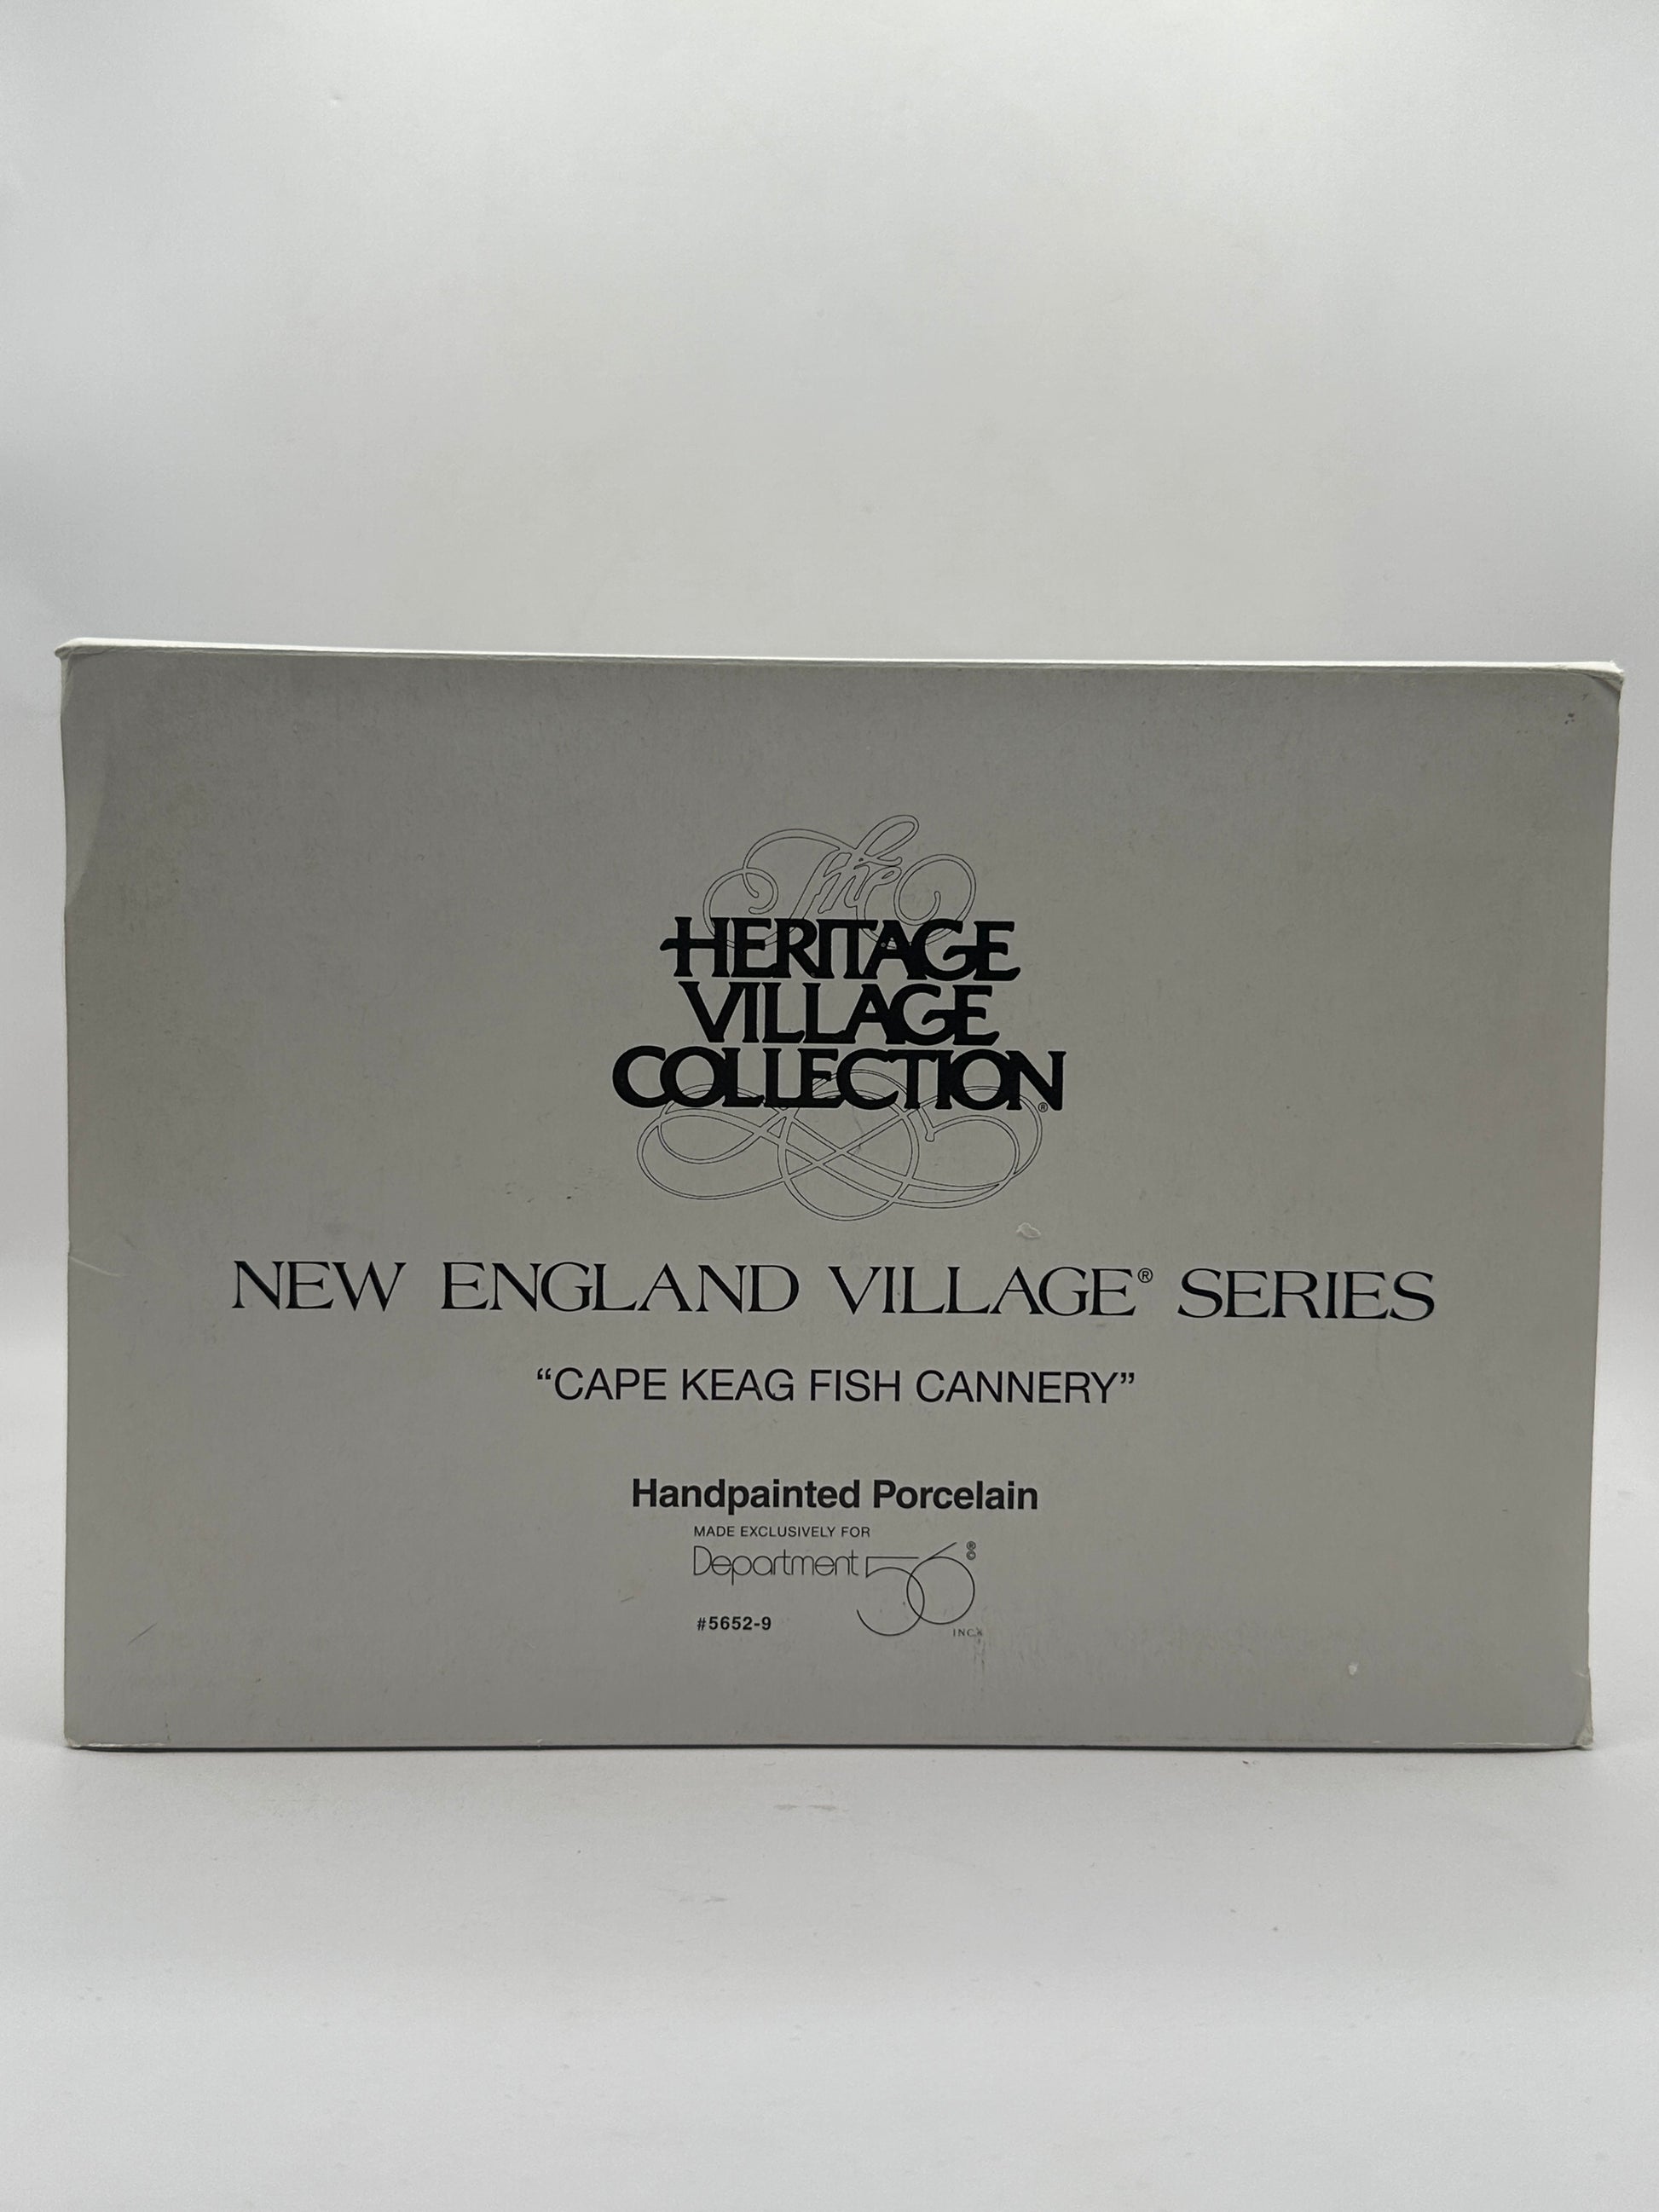 The
HERITAGE
VILLAGE
COLLECTION®
NEW ENGLAND VILLAGE® SERIES
“CAPE KEAG FISH CANNERY”
Handpainted Porcelain
MADE EXCLUSIVELY FOR
Department 56®©
INC.
#5652-9